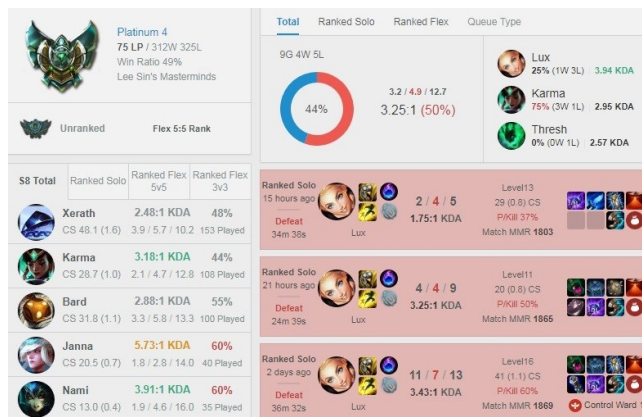 Platinum 4
75 LP / 312W 325L
Win Ratio 49%
Lee Sin's Masterminds
Unranked
Flex 5:5 Rank
S8 Total
Ranked Solo
Ranked Flex 5v5
Ranked Flex 3v3
Xerath
CS 48.1 (1.6)
2.48:1 KDA
3.9 / 5.7 / 10.2
48%
153 Played
Karma
CS 28.7 (1.0)
3.18:1 KDA
2.1 / 4.7 / 12.8
44%
108 Played
Bard
CS 31.8 (1.1)
2.88:1 KDA
3.3 / 5.8 / 13.3
55%
100 Played
Janna
CS 20.5 (0.7)
5.73:1 KDA
1.8 / 2.8 / 14.0
60%
40 Played
Nami
CS 13.0 (0.4)
3.91:1 KDA
1.9 / 4.6 / 16.0
60%
35 Played
Total
Ranked Solo
Ranked Flex
Queue Type
9G 4W 5L
44%
3.2 / 4.9 / 12.7
3.25:1 (50%)
Lux
25% (1W 3L) 3.94 KDA
Karma
75% (3W 1L) 2.95 KDA
Thresh
0% (0W 1L) 2.57 KDA
Ranked Solo
15 hours ago
Defeat
34m 38s
Lux
2 / 4 / 5
1.75:1 KDA
Level13
29 (0.8) CS
P/Kill 37%
Match MMR 1803
Ranked Solo
21 hours ago
Defeat
24m 39s
Lux
4 / 4 / 9
3.25:1 KDA
Level11
20 (0.8) CS
P/Kill 50%
Match MMR 1865
Ranked Solo
2 days ago
Defeat
36m 32s
Lux
11 / 7 / 13
3.43:1 KDA
Level16
41 (1.1) CS
P/Kill 60%
Match MMR 1869
Control Ward